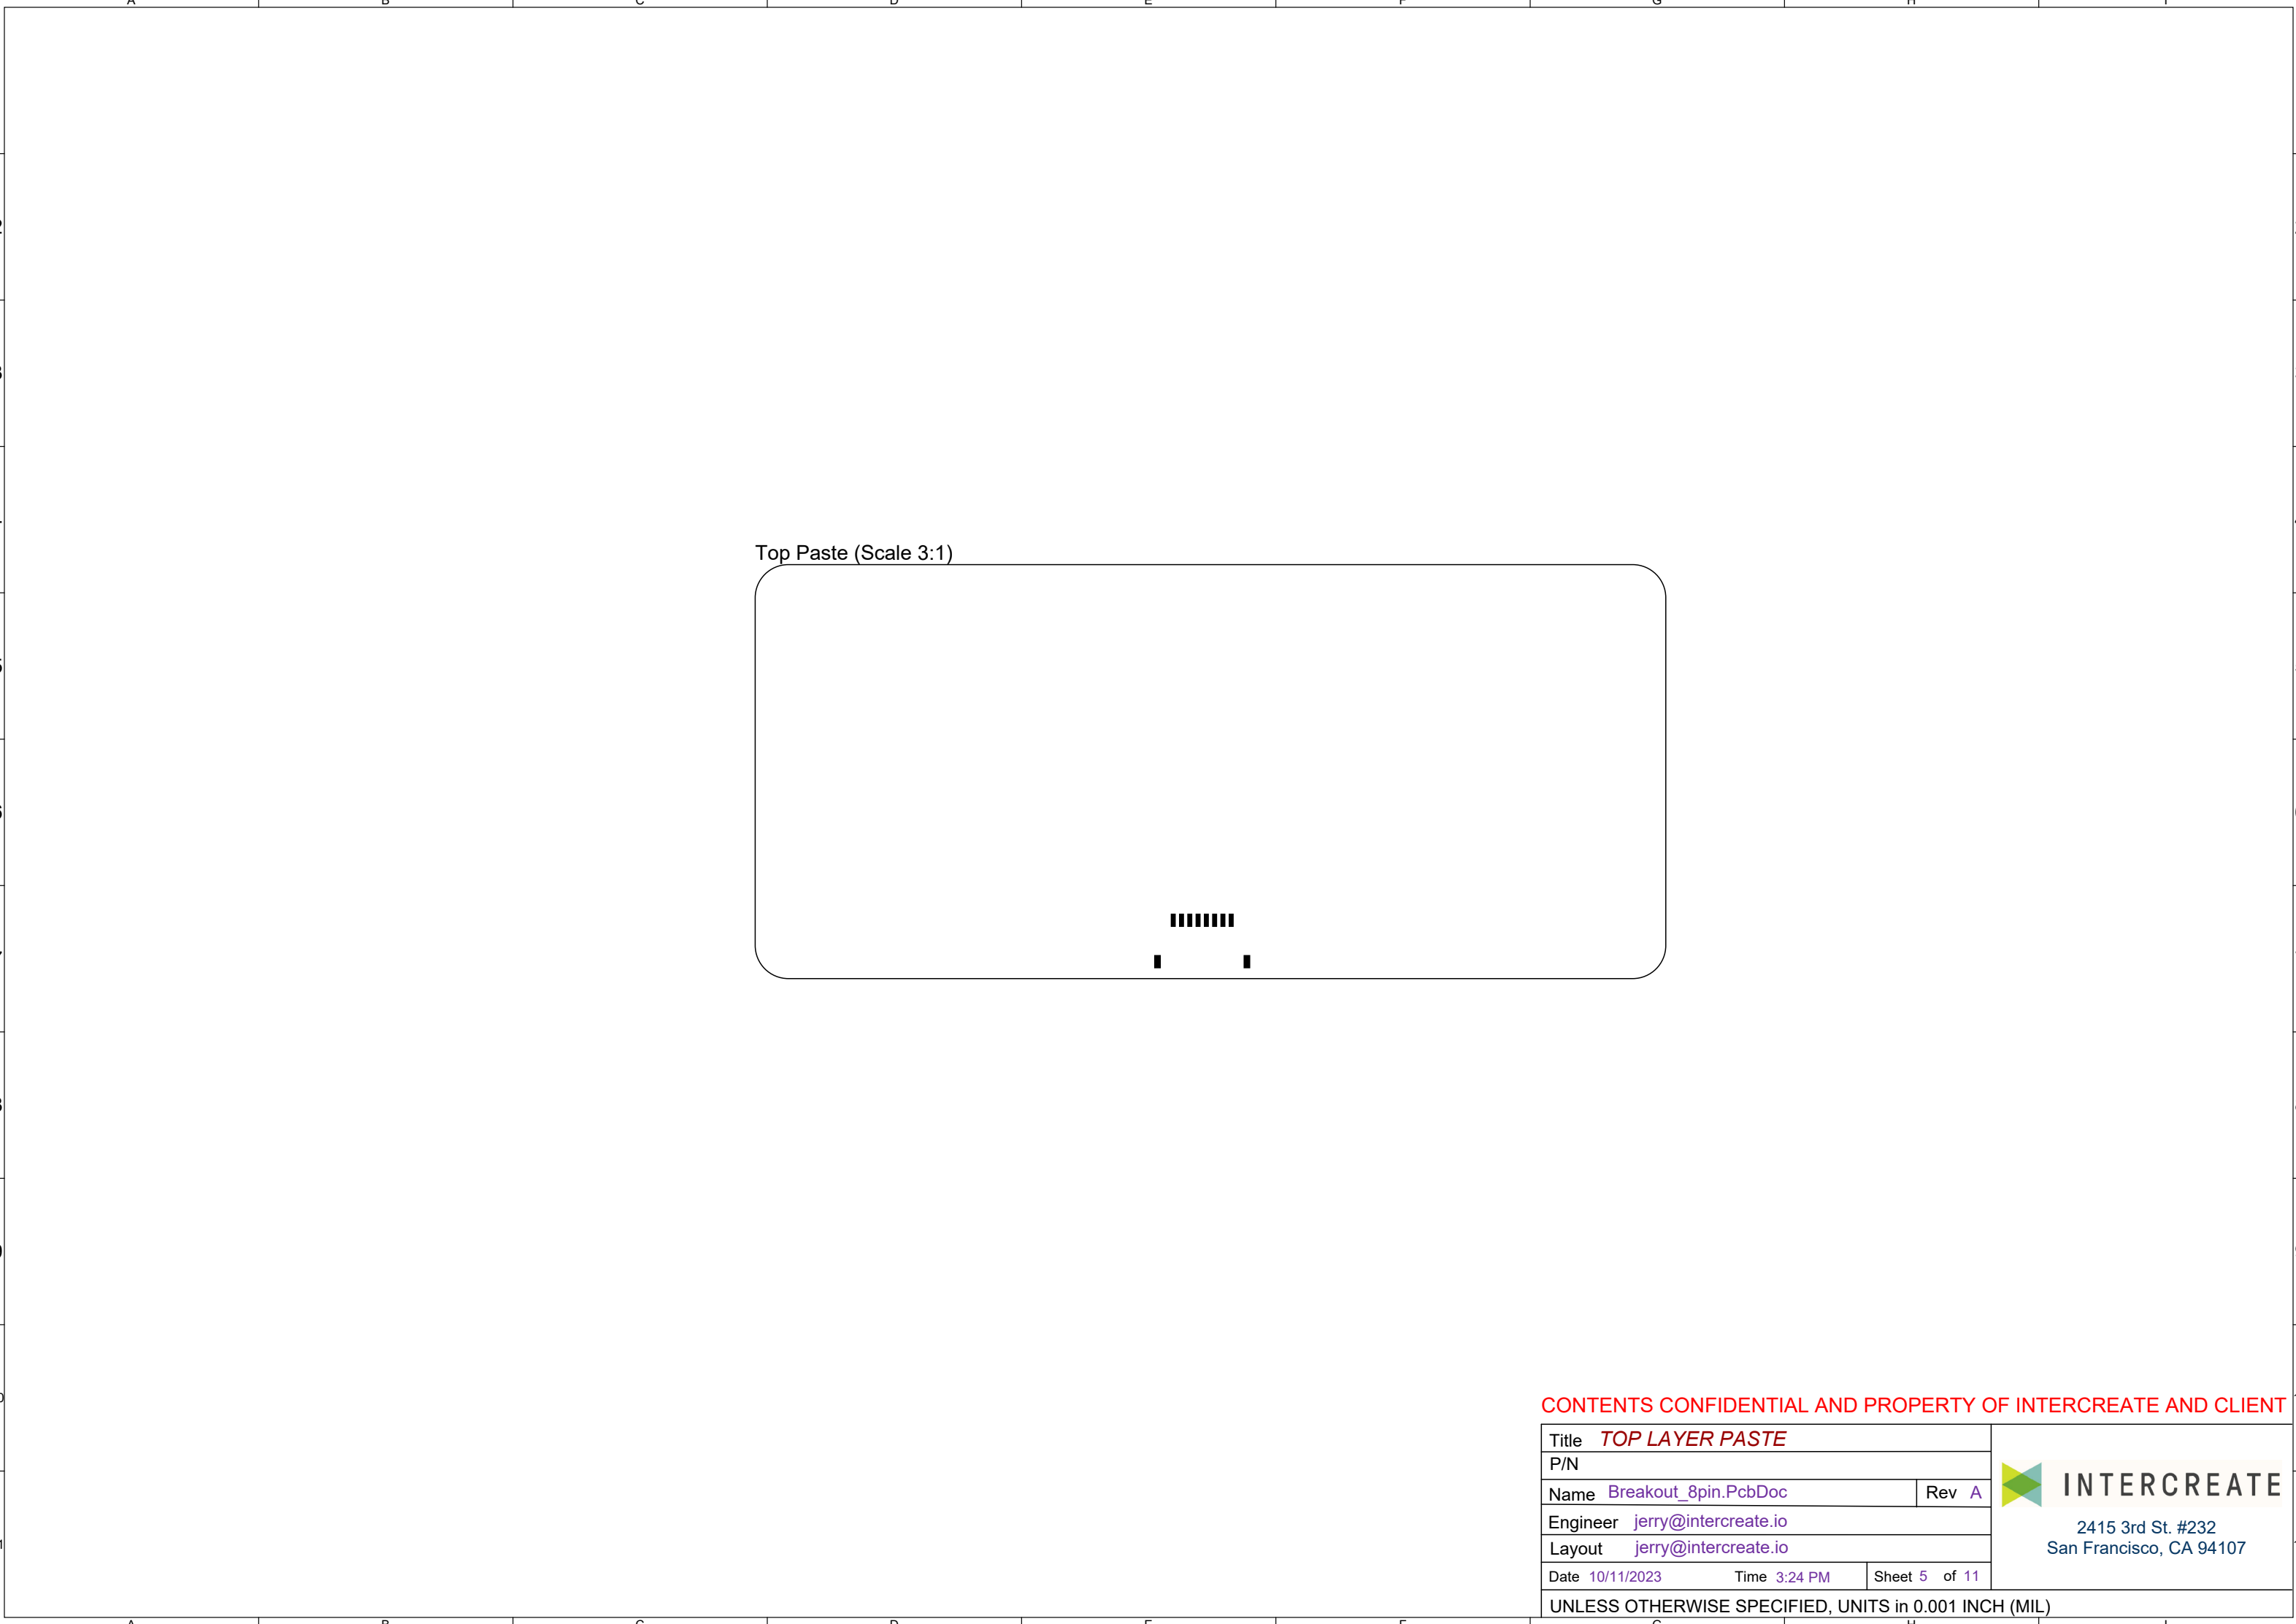 A B C D E F G H I
Top Paste (Scale 3:1)
CONTENTS CONFIDENTIAL AND PROPERTY OF INTERCREATE AND CLIENT
Title TOP LAYER PASTE
P/N
Name Breakout_8pin.PcbDoc Rev A
Engineer jerry@intercreate.io
Layout jerry@intercreate.io
Date 10/11/2023 Time 3:24 PM Sheet 5 of 11
UNLESS OTHERWISE SPECIFIED, UNITS in 0.001 INCH (MIL)
INTERCREATE
2415 3rd St. #232
San Francisco, CA 94107